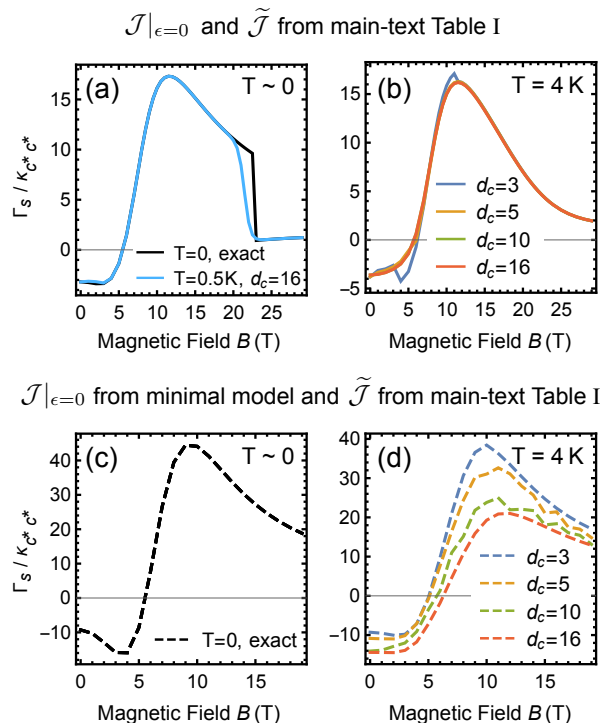 𝒥|ϵ=0 and 𝒥̃ from main-text Table I
(a) T ~ 0
Γs / κc* c*
15
10
5
0
−5
0 5 10 15 20 25
T=0, exact
T=0.5K, dc=16
Magnetic Field B (T)
(b) T = 4 K
15
10
5
0
−5
0 5 10 15 20 25
dc=3
dc=5
dc=10
dc=16
Magnetic Field B (T)
𝒥|ϵ=0 from minimal model and 𝒥̃ from main-text Table I
(c) T ~ 0
Γs / κc* c*
40
30
20
10
0
−10
0 5 10 15
T=0, exact
Magnetic Field B (T)
(d) T = 4 K
40
30
20
10
0
−10
0 5 10 15
dc=3
dc=5
dc=10
dc=16
Magnetic Field B (T)